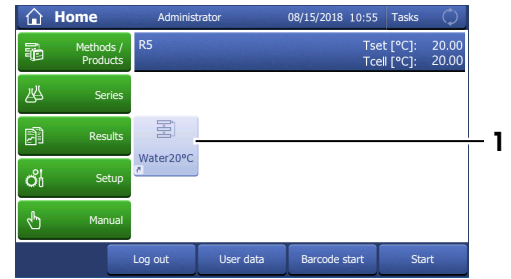 Home Administrator 08/15/2018 10:55 Tasks
Methods / Products
R5 Tset [°C]: 20.00
Tcell [°C]: 20.00
Series
Results
Water20°C
1
Setup
Manual
Log out User data Barcode start Start